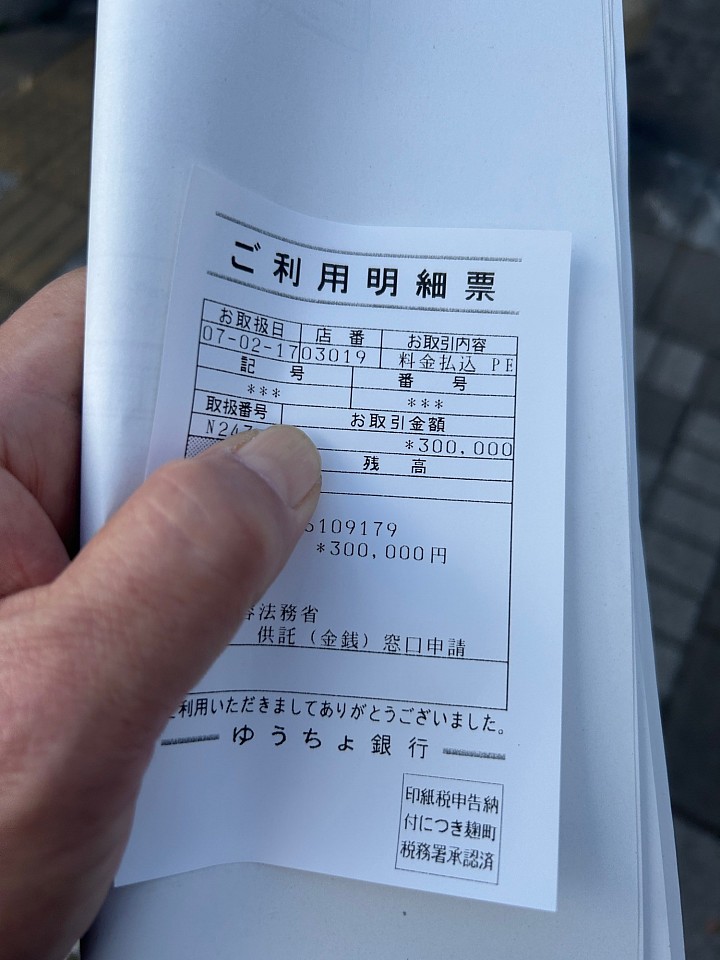 ご利用明細票
お取扱日 店番 お取引内容
07-02-17 03019 料金払込 PE
記号 番号
*** ***
取扱番号 お取引金額
*300,000
残高
109179
*300,000円
法務省
供託(金銭)窓口申請
利用いただきましてありがとうございました。
ゆうちょ銀行
印紙税申告納
付につき麹町
税務署承認済